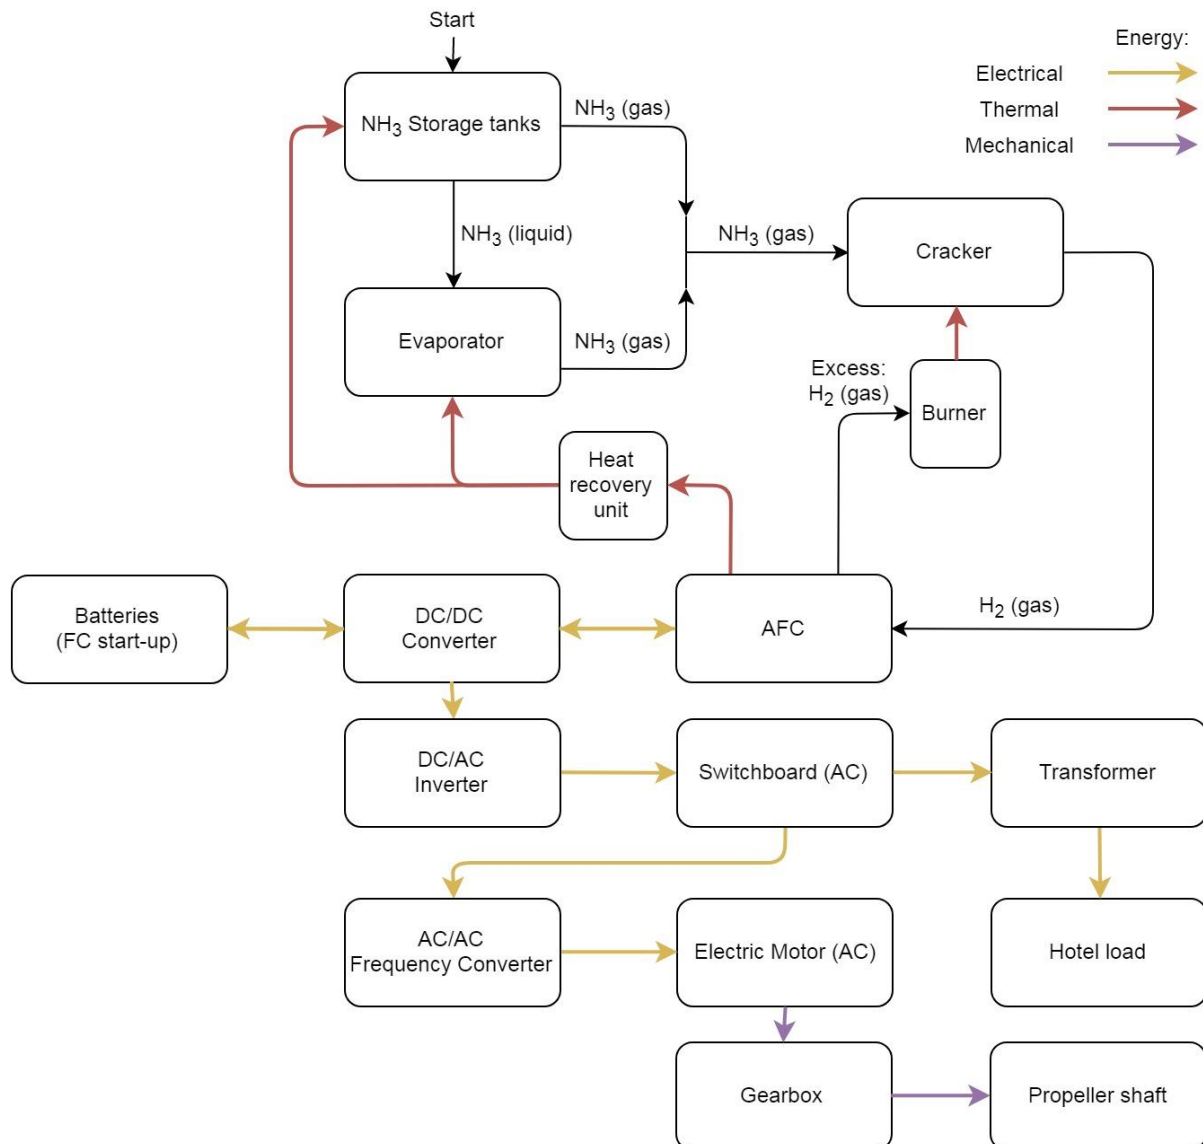 Start
Energy:
Electrical
Thermal
Mechanical
NH₃ Storage tanks
NH₃ (gas)
NH₃ (liquid)
NH₃ (gas)
Cracker
Evaporator
NH₃ (gas)
Excess:
H₂ (gas)
Burner
Heat
recovery
unit
Batteries
(FC start-up)
DC/DC
Converter
AFC
H₂ (gas)
DC/AC
Inverter
Switchboard (AC)
Transformer
AC/AC
Frequency Converter
Electric Motor (AC)
Hotel load
Gearbox
Propeller shaft